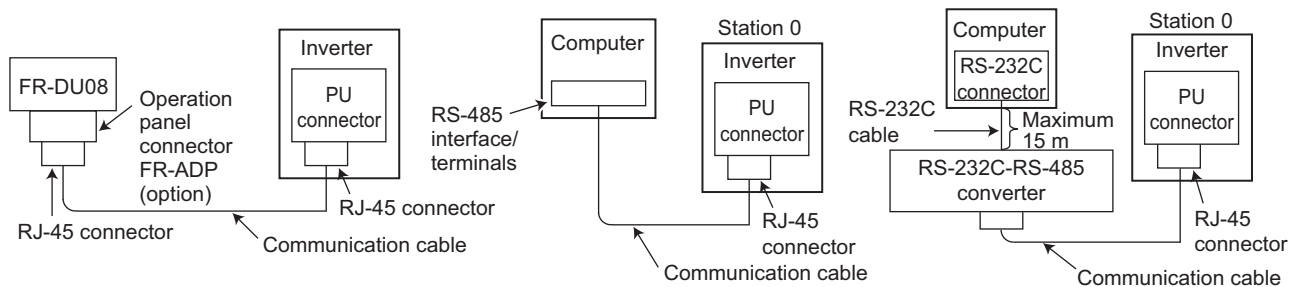 FR-DU08
Operation
panel
connector
FR-ADP
(option)
RJ-45 connector
Inverter
PU
connector
RJ-45 connector
Communication cable
Computer
RS-485
interface/
terminals
Station 0
Inverter
PU
connector
RJ-45
connector
Communication cable
Computer
RS-232C
connector
RS-232C
cable
Maximum
15 m
RS-232C-RS-485
converter
Station 0
Inverter
PU
connector
RJ-45
connector
Communication cable